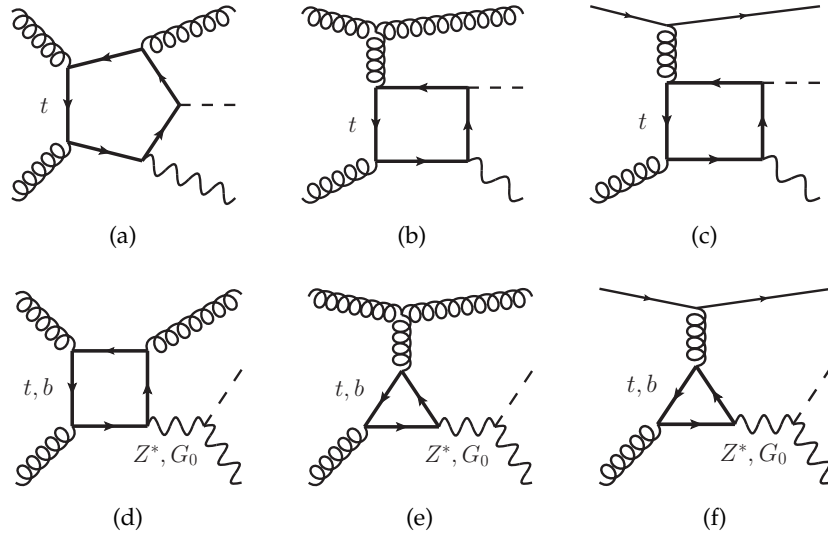 t
t
t
(a)
(b)
(c)
t, b
t, b
t, b
Z*, G₀
Z*, G₀
Z*, G₀
(d)
(e)
(f)